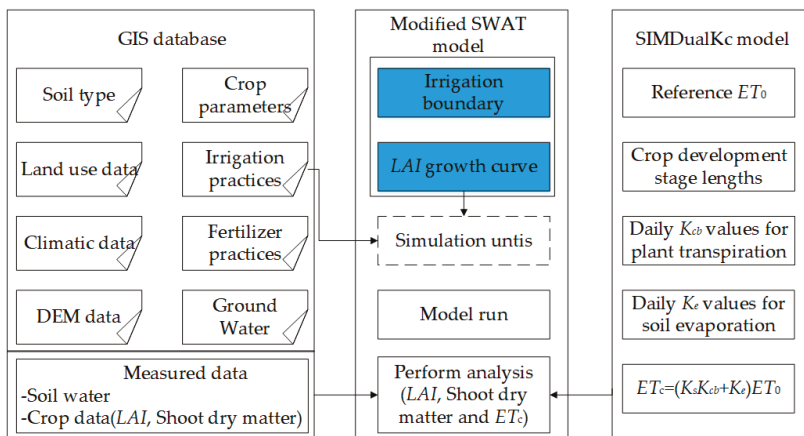 GIS database
Soil type
Crop
parameters
Land use data
Irrigation
practices
Climatic data
Fertilizer
practices
DEM data
Ground
Water
Measured data
-Soil water
-Crop data(LAI, Shoot dry matter)
Modified SWAT
model
Irrigation
boundary
LAI growth curve
Simulation untis
Model run
Perform analysis
(LAI, Shoot dry
matter and ETc)
SIMDualKc model
Reference ET0
Crop development
stage lengths
Daily Kcb values for
plant transpiration
Daily Ke values for
soil evaporation
ETc=(KsKcb+Ke)ET0